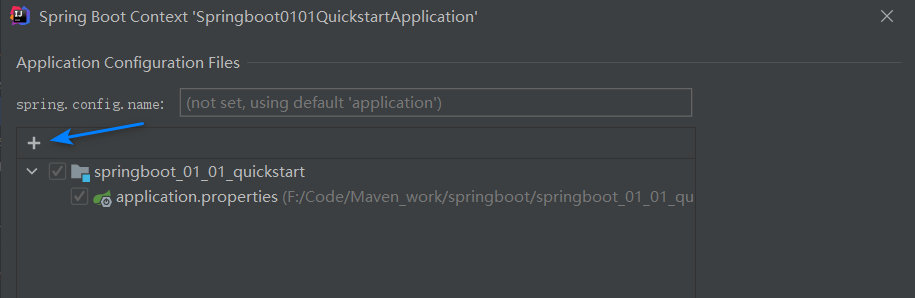 Spring Boot Context 'Springboot0101QuickstartApplication'
Application Configuration Files
spring.config.name: (not set, using default 'application')
springboot_01_01_quickstart
application.properties (F:/Code/Maven_work/springboot/springboot_01_01_qu